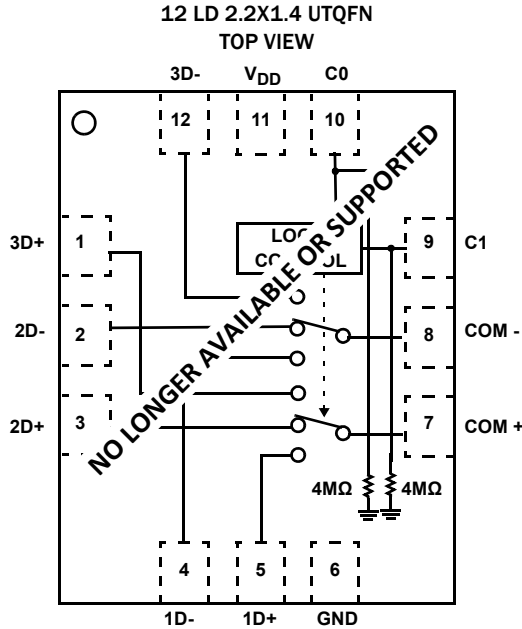 12 LD 2.2X1.4 UTQFN
TOP VIEW
3D- VDD C0
12 11 10
3D+ 1 9 C1
2D- 2 8 COM -
2D+ 3 7 COM +
NO LONGER AVAILABLE OR SUPPORTED
4MΩ 4MΩ
4 5 6
1D- 1D+ GND